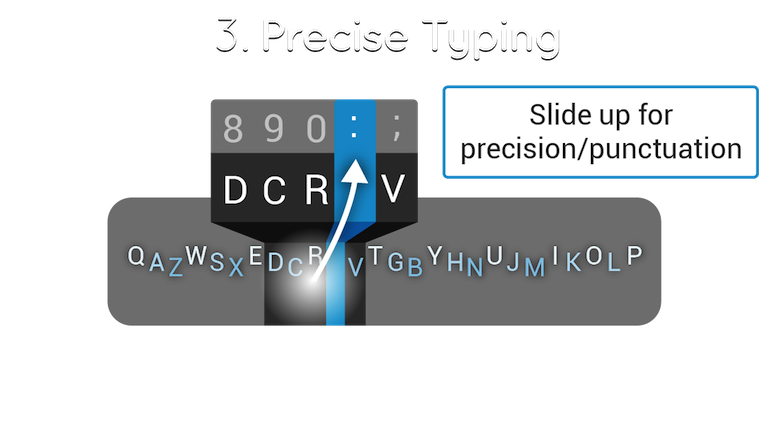 3. Precise Typing
8 9 0 : ;
Slide up for
precision/punctuation
D C R V
Q A Z W S X E D C R V T G B Y H N U J M I K O L P